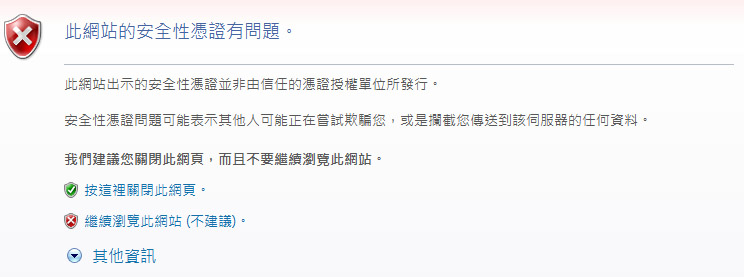 此網站的安全性憑證有問題。
此網站出示的安全性憑證並非由信任的憑證授權單位所發行。
安全性憑證問題可能表示其他人可能正在嘗試欺騙您，或是攔截您傳送到該伺服器的任何資料。
我們建議您關閉此網頁，而且不要繼續瀏覽此網站。
按這裡關閉此網頁。
繼續瀏覽此網站 (不建議)。
其他資訊